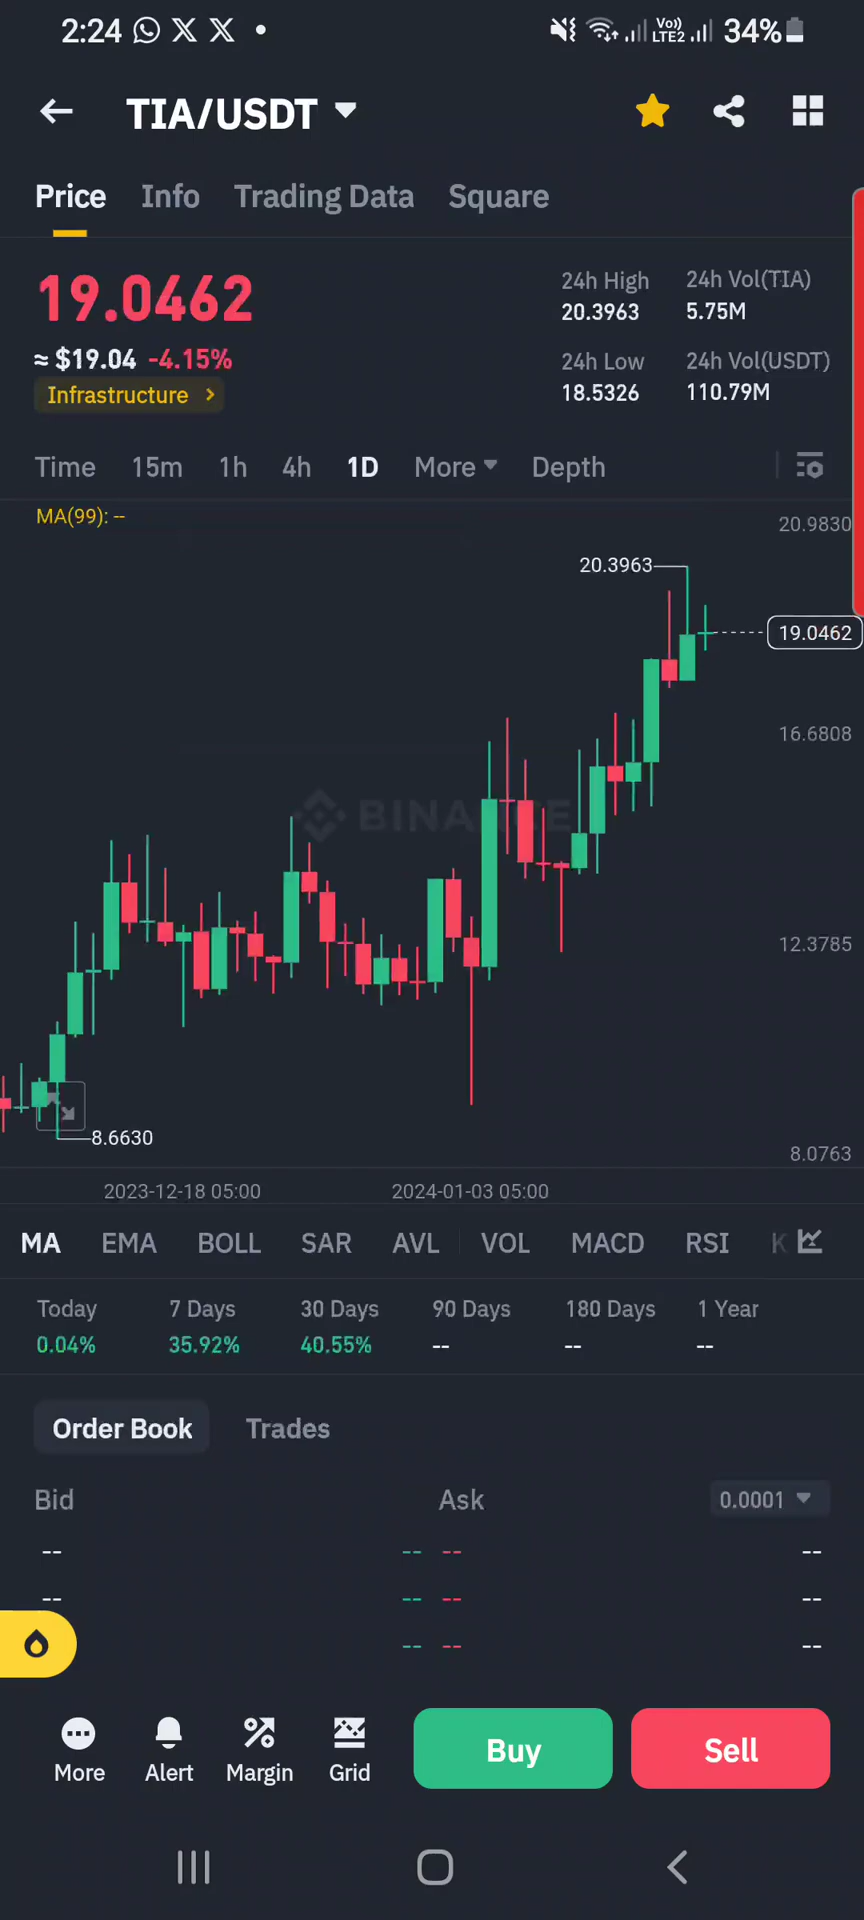 2:24
Vo)) LTE2 34%
TIA/USDT
Price Info Trading Data Square
19.0462
≈ $19.04 -4.15%
Infrastructure >
24h High 24h Vol(TIA)
20.3963 5.75M
24h Low 24h Vol(USDT)
18.5326 110.79M
Time 15m 1h 4h 1D More Depth
MA(99): --
20.9830
20.3963
19.0462
16.6808
BINANCE
12.3785
8.6630
8.0763
2023-12-18 05:00 2024-01-03 05:00
MA EMA BOLL SAR AVL VOL MACD RSI K
Today 7 Days 30 Days 90 Days 180 Days 1 Year
0.04% 35.92% 40.55% -- -- --
Order Book Trades
Bid Ask 0.0001
-- -- -- --
-- -- -- --
-- -- --
More Alert Margin Grid Buy Sell